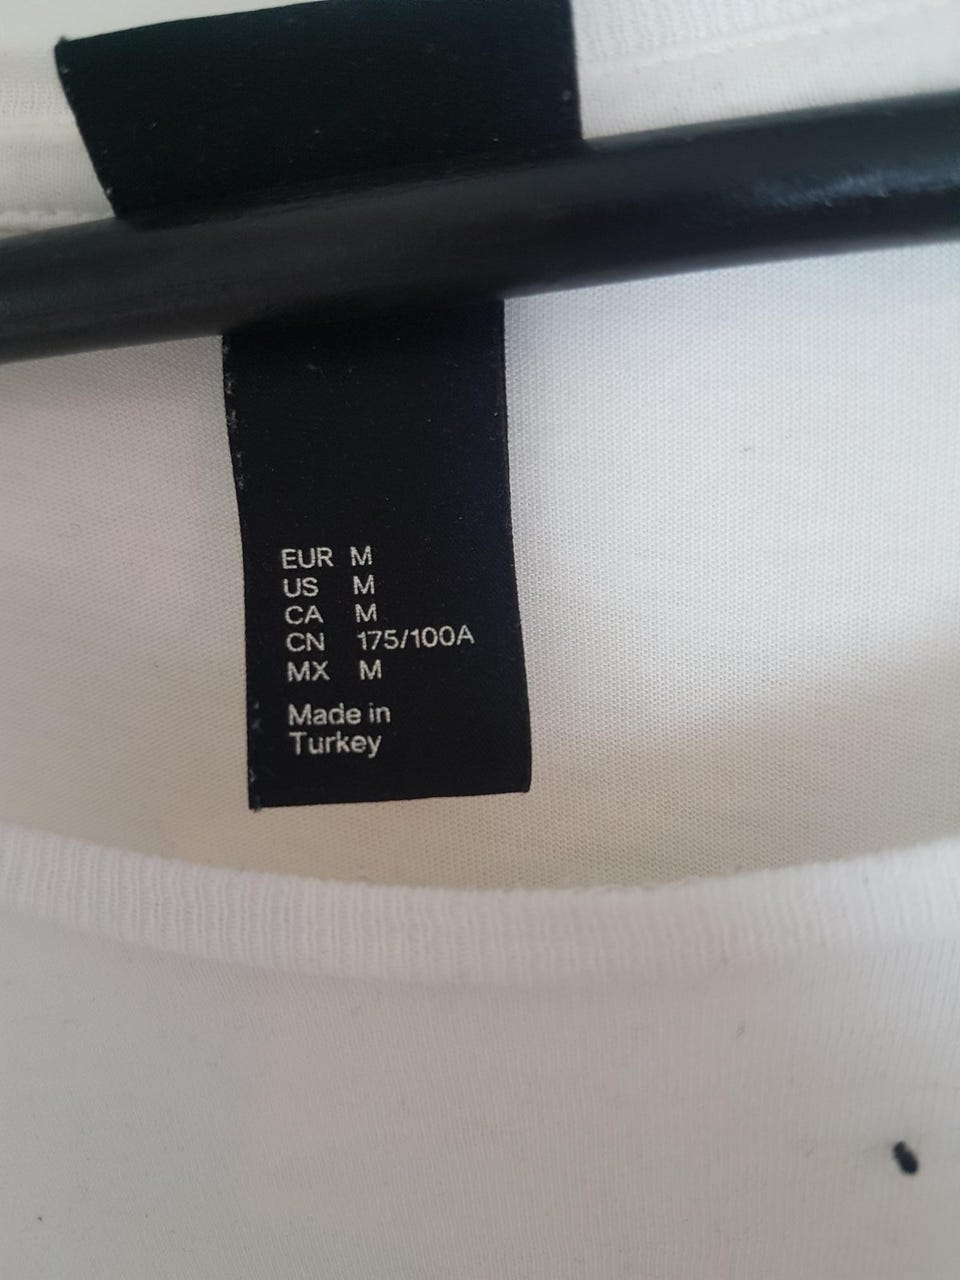 EUR M
US M
CA M
CN 175/100A
MX M
Made in
Turkey